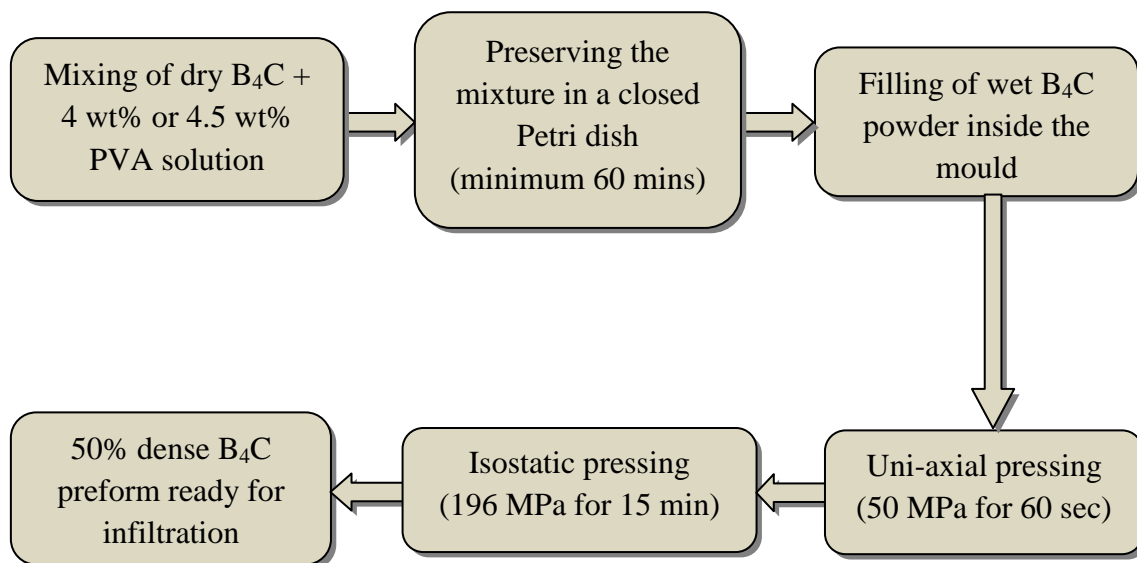 Mixing of dry B₄C +
4 wt% or 4.5 wt%
PVA solution
Preserving the
mixture in a closed
Petri dish
(minimum 60 mins)
Filling of wet B₄C
powder inside the
mould
Uni-axial pressing
(50 MPa for 60 sec)
Isostatic pressing
(196 MPa for 15 min)
50% dense B₄C
preform ready for
infiltration